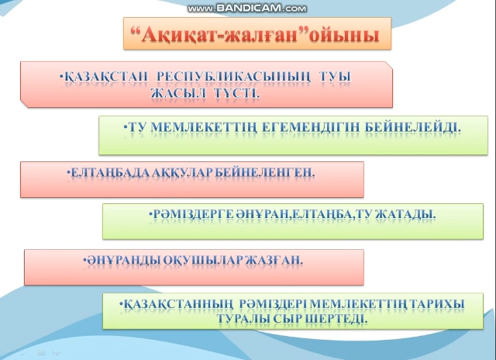 www.BANDICAM.com
“Ақиқат-жалған”ойыны
•ҚАЗАҚСТАН РЕСПУБЛИКАСЫНЫҢ ТУЫ
ЖАСЫЛ ТҮСТІ.
•ТУ МЕМЛЕКЕТТІҢ ЕГЕМЕНДІГІН БЕЙНЕЛЕЙДІ.
•ЕЛТАҢБАДА АҚҚУЛАР БЕЙНЕЛЕНГЕН.
•РӘМІЗДЕРГЕ ӘНҰРАН,ЕЛТАҢБА,ТУ ЖАТАДЫ.
•ӘНҰРАНДЫ ОҚУШЫЛАР ЖАЗҒАН.
•ҚАЗАҚСТАННЫҢ РӘМІЗДЕРІ МЕМЛЕКЕТТІҢ ТАРИХЫ
ТУРАЛЫ СЫР ШЕРТЕДІ.